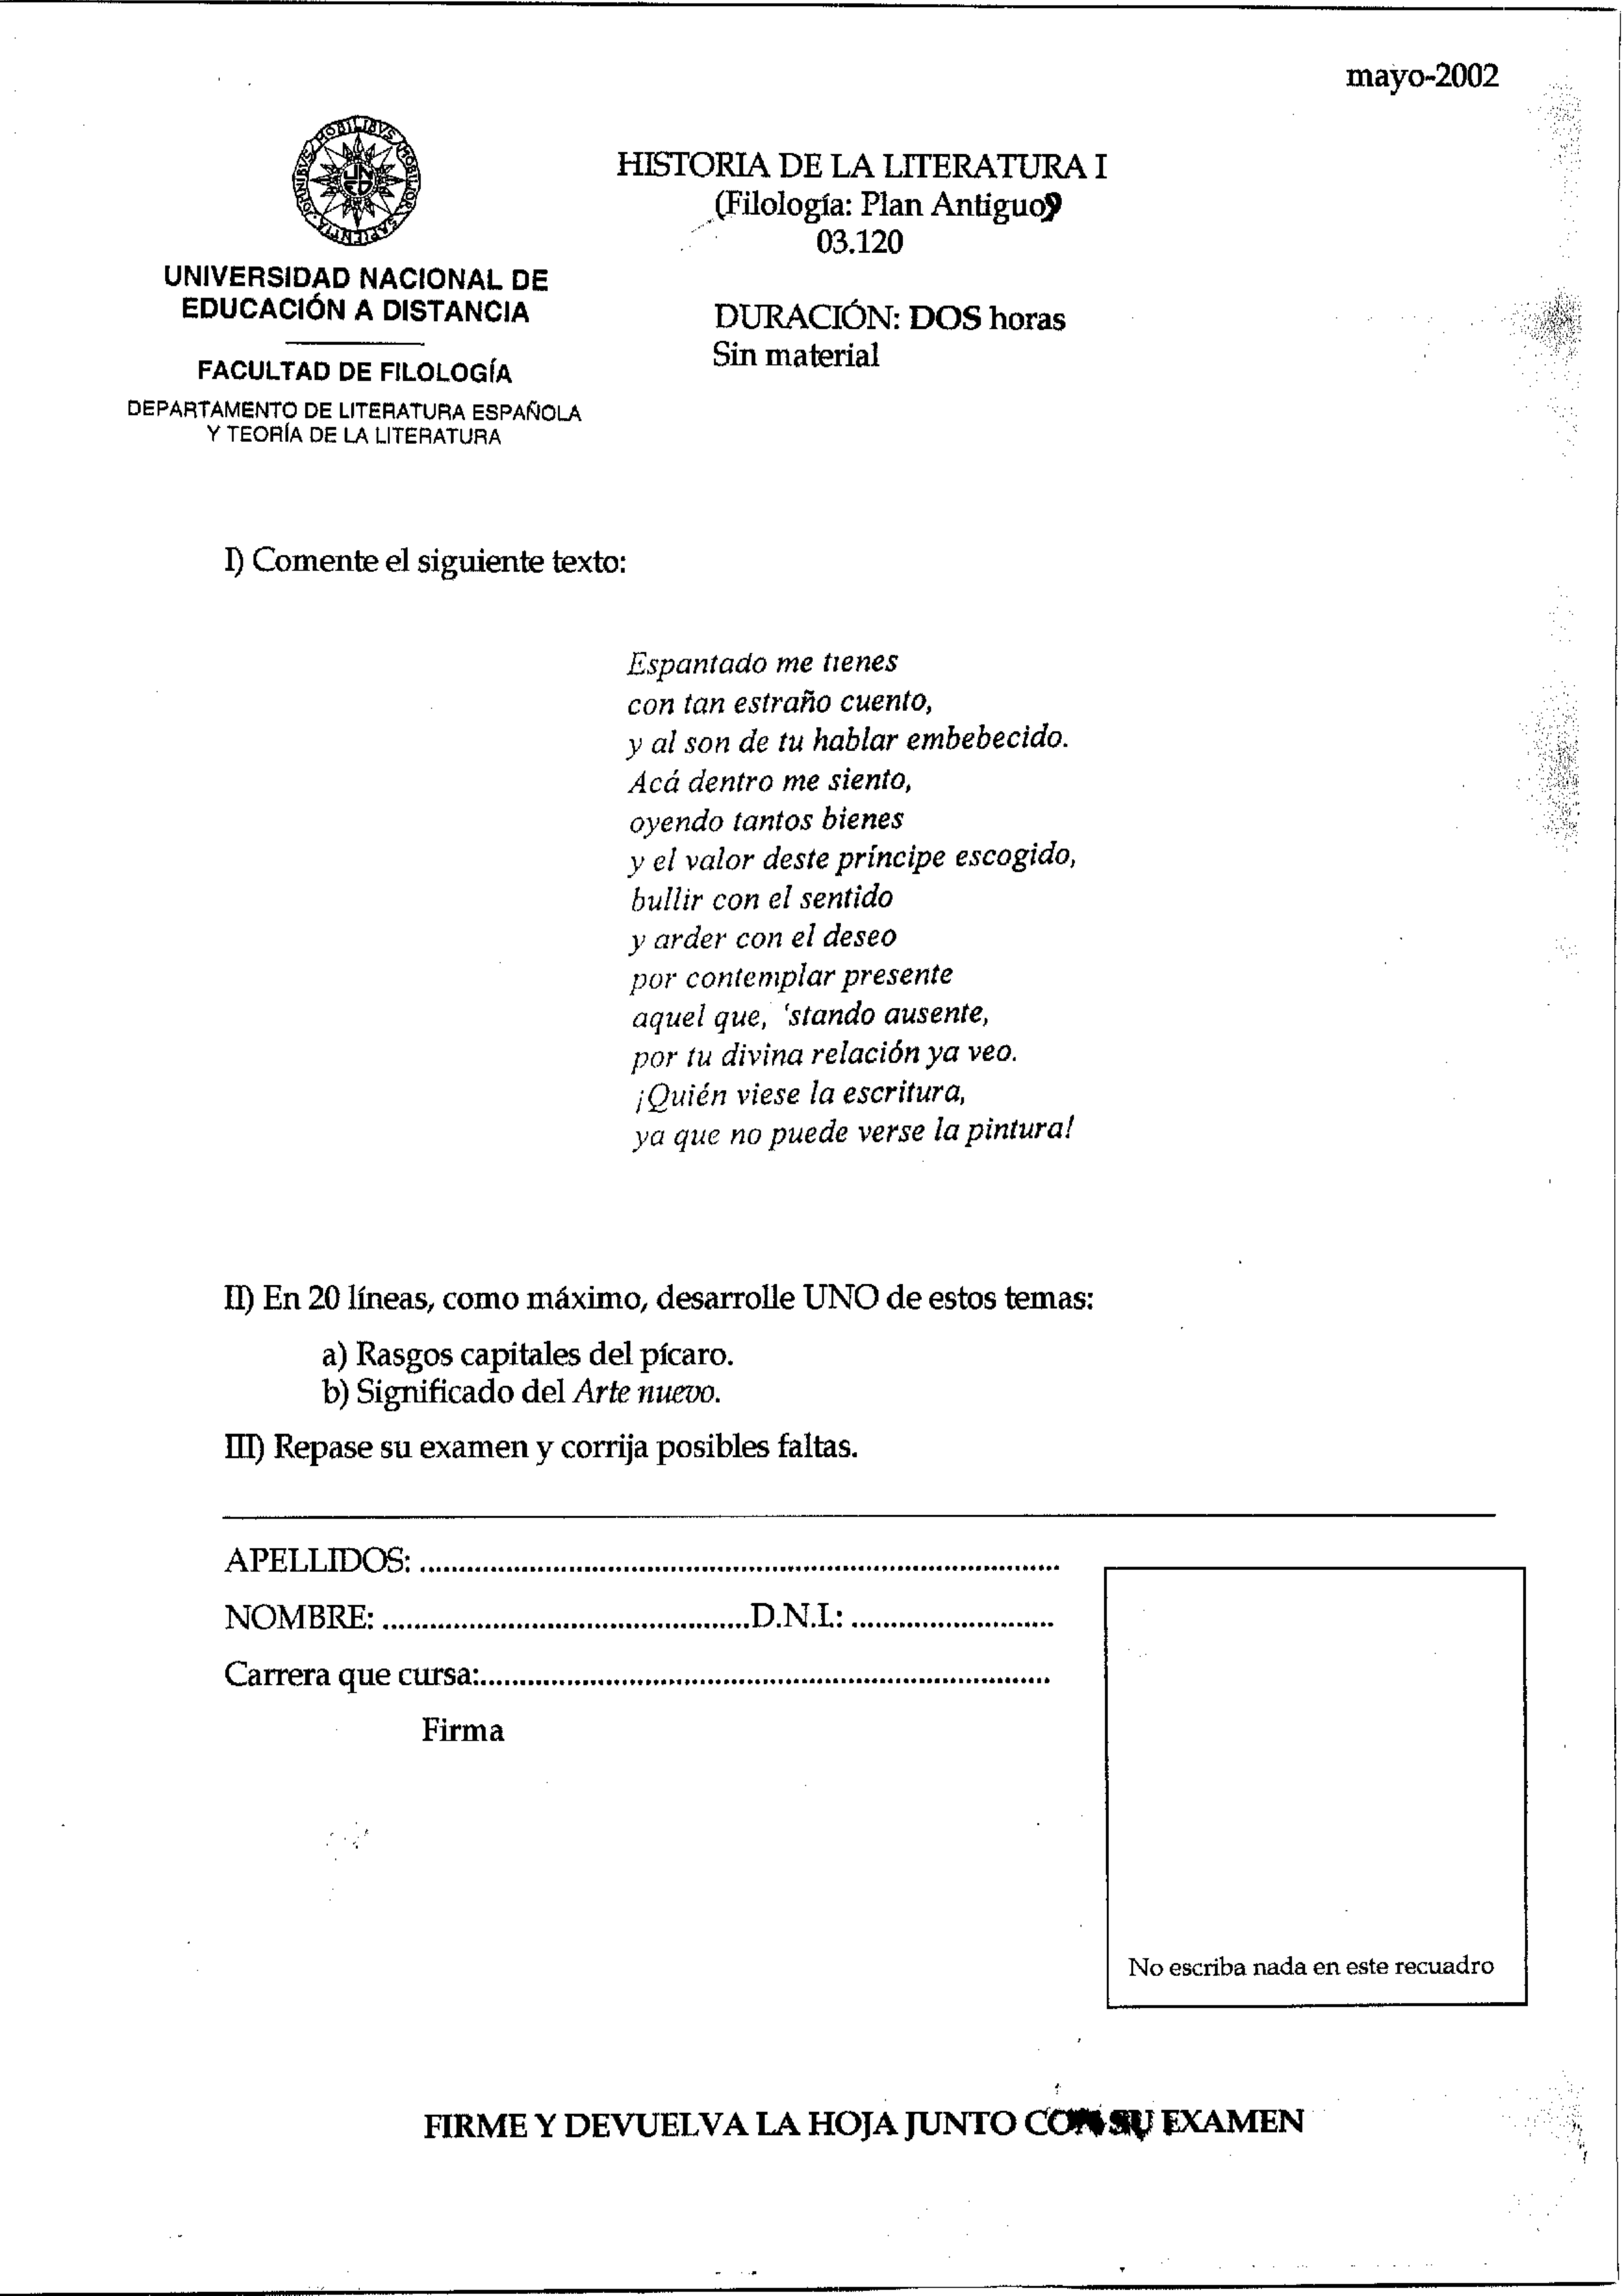 mayo-2002
OMNIBVS MOBILIBVS MOBILIOR SAPIENTIA
UNED
UNIVERSIDAD NACIONAL DE
EDUCACIÓN A DISTANCIA
FACULTAD DE FILOLOGÍA
DEPARTAMENTO DE LITERATURA ESPAÑOLA
Y TEORÍA DE LA LITERATURA
HISTORIA DE LA LITERATURA I
(Filología: Plan Antiguo)
03.120
DURACIÓN: DOS horas
Sin material
I) Comente el siguiente texto:
Espantado me tienes
con tan estraño cuento,
y al son de tu hablar embebecido.
Acá dentro me siento,
oyendo tantos bienes
y el valor deste príncipe escogido,
bullir con el sentido
y arder con el deseo
por contemplar presente
aquel que, 'stando ausente,
por tu divina relación ya veo.
¡Quién viese la escritura,
ya que no puede verse la pintura!
II) En 20 líneas, como máximo, desarrolle UNO de estos temas:
a) Rasgos capitales del pícaro.
b) Significado del Arte nuevo.
III) Repase su examen y corrija posibles faltas.
APELLIDOS: ................................................................................
NOMBRE: ...............................................D.N.I.: ..........................
Carrera que cursa:.........................................................................
Firma
No escriba nada en este recuadro
FIRME Y DEVUELVA LA HOJA JUNTO CON SU EXAMEN